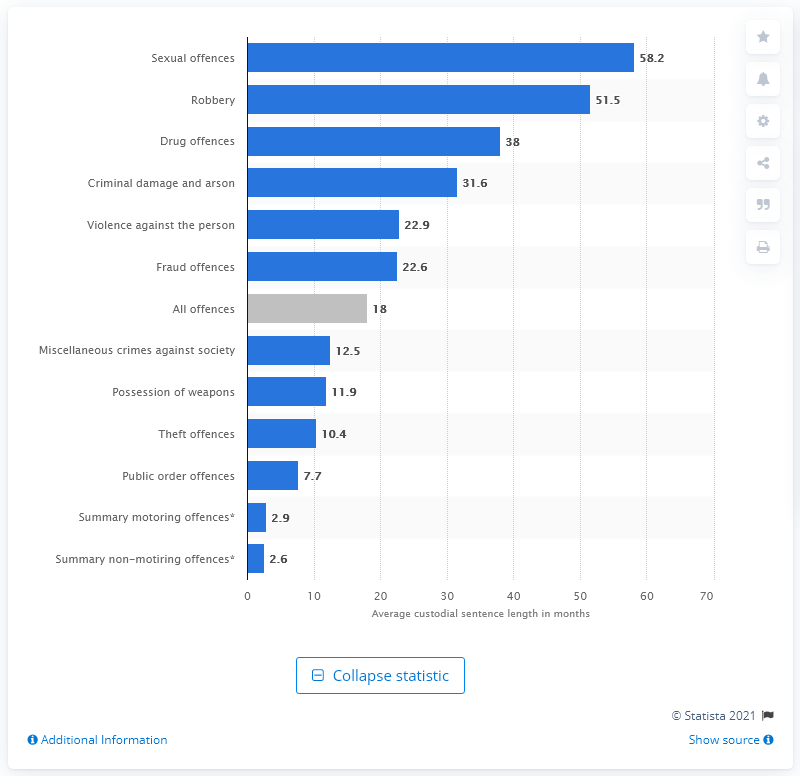 Sexual offences 58.2
Robbery 51.5
Drug offences 38
Criminal damage and arson 31.6
Violence against the person 22.9
Fraud offences 22.6
All offences 18
Miscellaneous crimes against society 12.5
Possession of weapons 11.9
Theft offences 10.4
Public order offences 7.7
Summary motoring offences* 2.9
Summary non-motiring offences* 2.6
0 10 20 30 40 50 60 70
Average custodial sentence length in months
Collapse statistic
© Statista 2021
Additional Information Show source